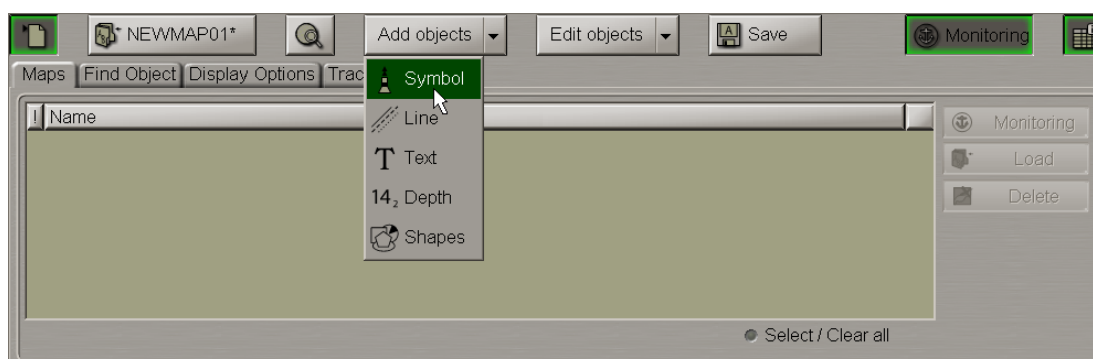 NEWMAP01* Add objects Edit objects Save Monitoring
Maps Find Object Display Options
Symbol
! Name
Line
Monitoring
Text
Load
14₂ Depth
Delete
Shapes
Select / Clear all